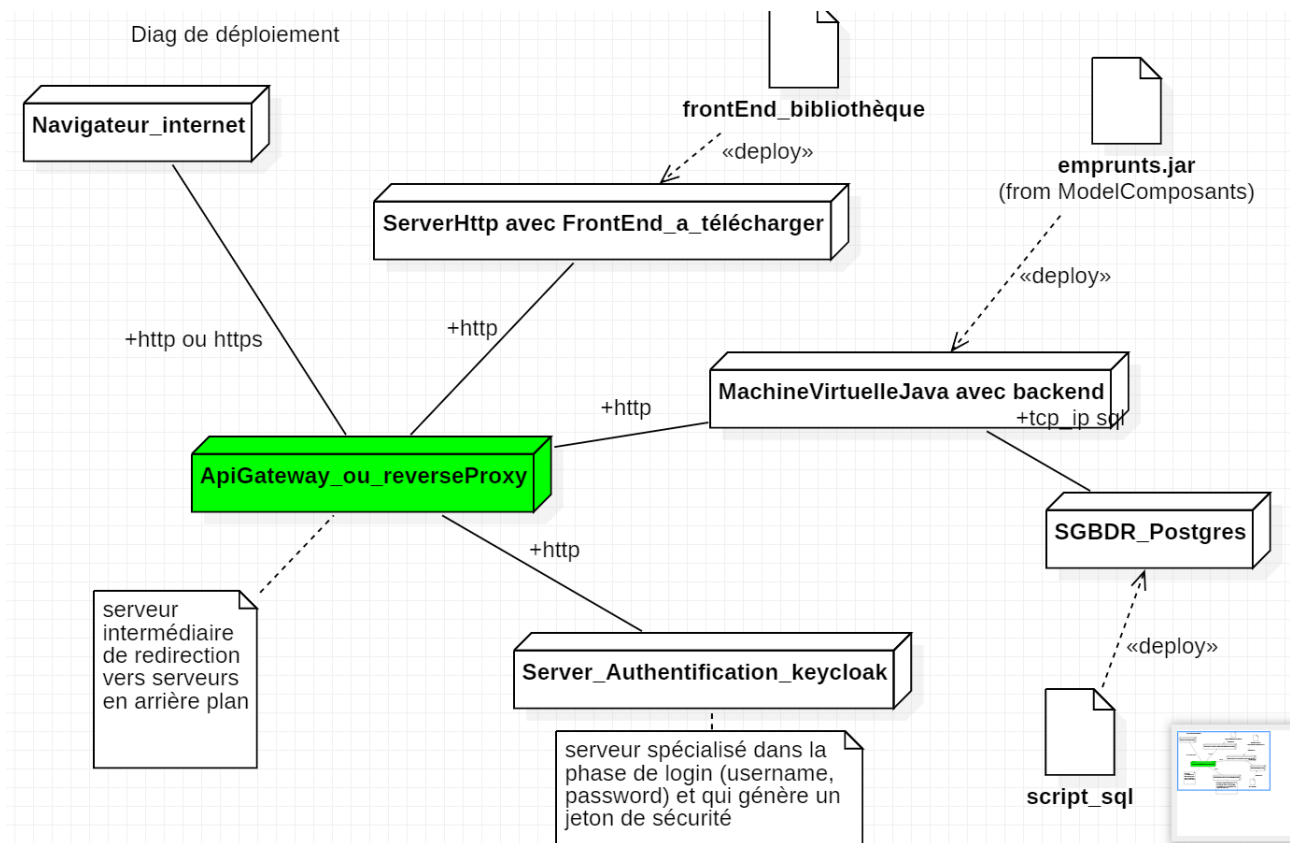 Diag de déploiement
Navigateur_internet
frontEnd_bibliothèque
«deploy»
emprunts.jar
(from ModelComposants)
«deploy»
ServerHttp avec FrontEnd_a_télécharger
+http ou https
+http
+http
MachineVirtuelleJava avec backend
+tcp_ip sql
ApiGateway_ou_reverseProxy
SGBDR_Postgres
+http
serveur
intermédiaire
de redirection
vers serveurs
en arrière plan
Server_Authentification_keycloak
«deploy»
serveur spécialisé dans la
phase de login (username,
password) et qui génère un
jeton de sécurité
script_sql